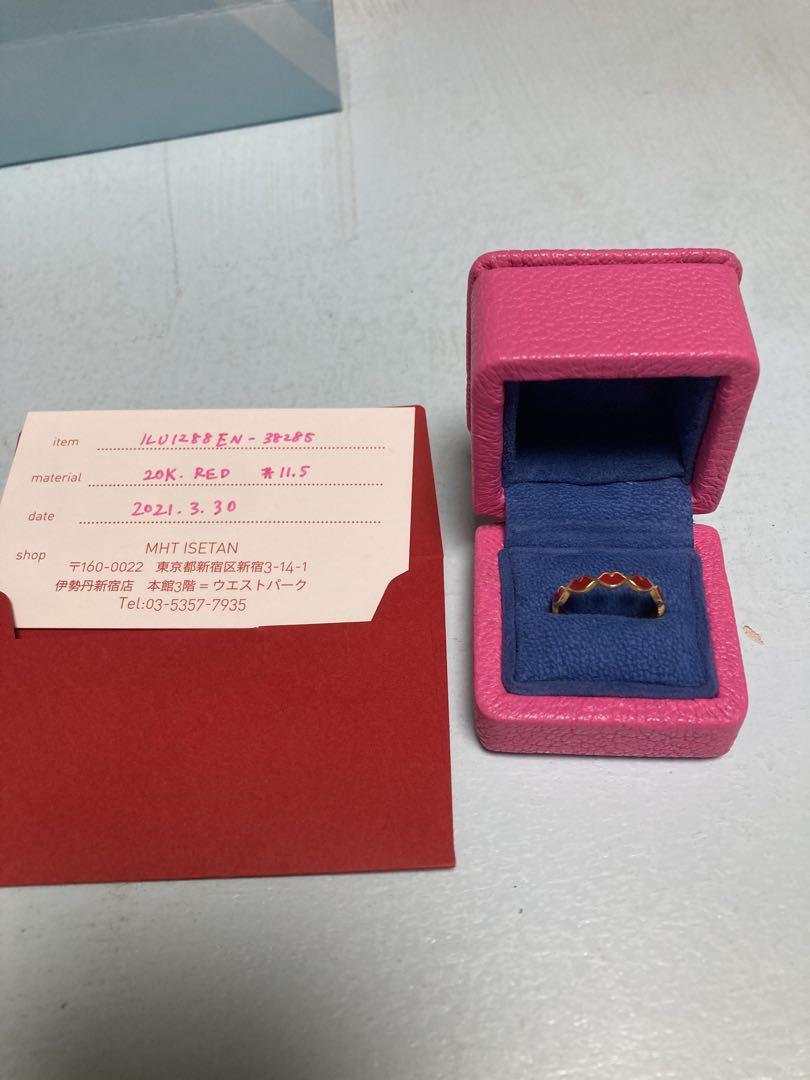 item 1LU1288EN-38285
material 20K. RED #11.5
date 2021.3.30
shop MHT ISETAN
〒160-0022 東京都新宿区新宿3-14-1
伊勢丹新宿店 本館3階=ウエストパーク
Tel:03-5357-7935